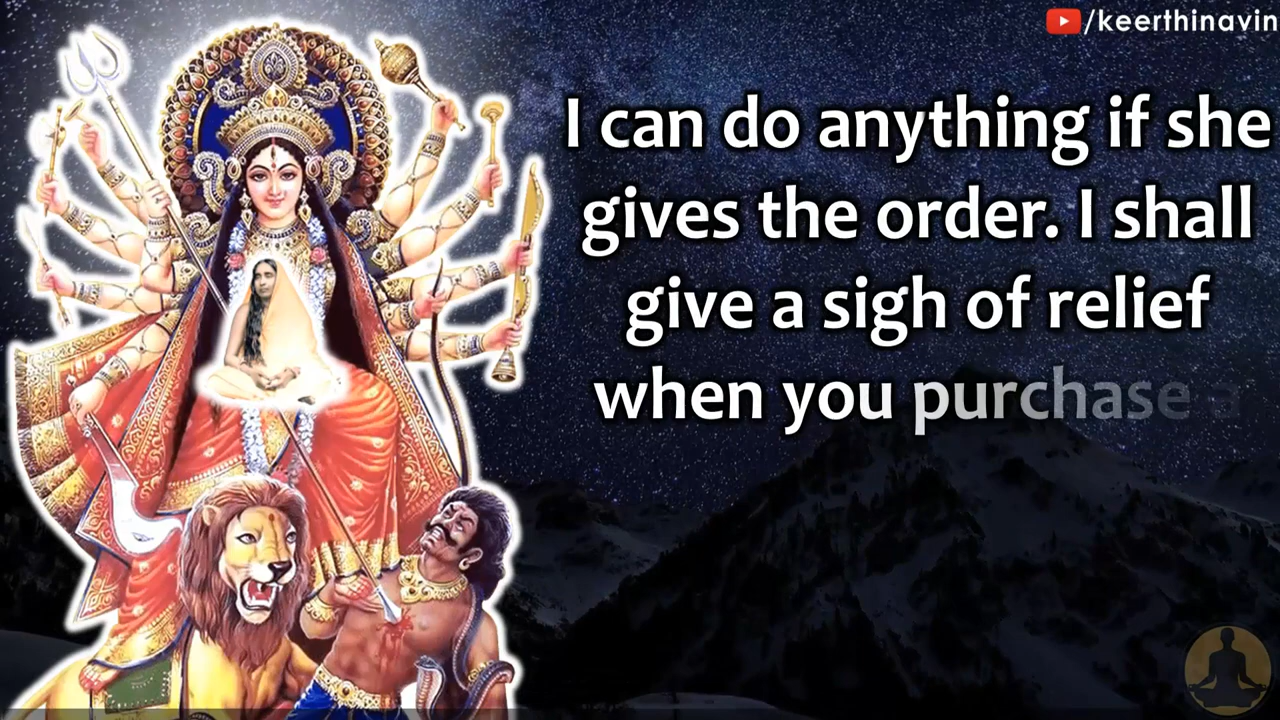 /keerthinavin
I can do anything if she
gives the order. I shall
give a sigh of relief
when you purchase a